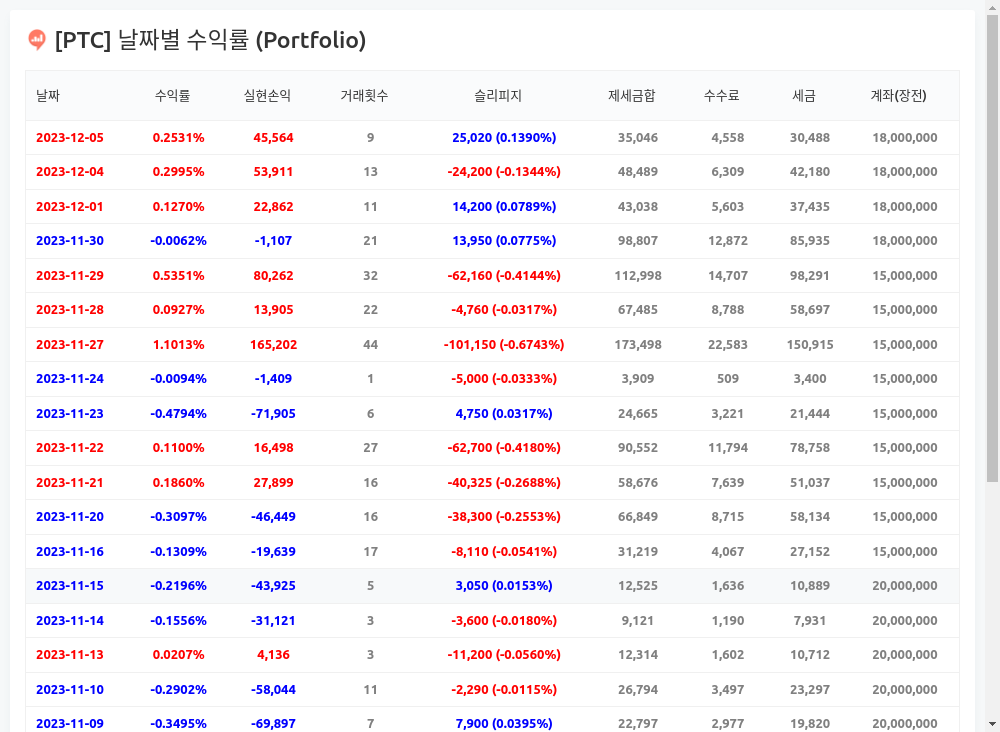 [PTC] 날짜별 수익률 (Portfolio)
날짜 수익률 실현손익 거래횟수 슬리피지 제세금합 수수료 세금 계좌(장전)
2023-12-05 0.2531% 45,564 9 25,020 (0.1390%) 35,046 4,558 30,488 18,000,000
2023-12-04 0.2995% 53,911 13 -24,200 (-0.1344%) 48,489 6,309 42,180 18,000,000
2023-12-01 0.1270% 22,862 11 14,200 (0.0789%) 43,038 5,603 37,435 18,000,000
2023-11-30 -0.0062% -1,107 21 13,950 (0.0775%) 98,807 12,872 85,935 18,000,000
2023-11-29 0.5351% 80,262 32 -62,160 (-0.4144%) 112,998 14,707 98,291 15,000,000
2023-11-28 0.0927% 13,905 22 -4,760 (-0.0317%) 67,485 8,788 58,697 15,000,000
2023-11-27 1.1013% 165,202 44 -101,150 (-0.6743%) 173,498 22,583 150,915 15,000,000
2023-11-24 -0.0094% -1,409 1 -5,000 (-0.0333%) 3,909 509 3,400 15,000,000
2023-11-23 -0.4794% -71,905 6 4,750 (0.0317%) 24,665 3,221 21,444 15,000,000
2023-11-22 0.1100% 16,498 27 -62,700 (-0.4180%) 90,552 11,794 78,758 15,000,000
2023-11-21 0.1860% 27,899 16 -40,325 (-0.2688%) 58,676 7,639 51,037 15,000,000
2023-11-20 -0.3097% -46,449 16 -38,300 (-0.2553%) 66,849 8,715 58,134 15,000,000
2023-11-16 -0.1309% -19,639 17 -8,110 (-0.0541%) 31,219 4,067 27,152 15,000,000
2023-11-15 -0.2196% -43,925 5 3,050 (0.0153%) 12,525 1,636 10,889 20,000,000
2023-11-14 -0.1556% -31,121 3 -3,600 (-0.0180%) 9,121 1,190 7,931 20,000,000
2023-11-13 0.0207% 4,136 3 -11,200 (-0.0560%) 12,314 1,602 10,712 20,000,000
2023-11-10 -0.2902% -58,044 11 -2,290 (-0.0115%) 26,794 3,497 23,297 20,000,000
2023-11-09 -0.3495% -69,897 7 7,900 (0.0395%) 22,797 2,977 19,820 20,000,000